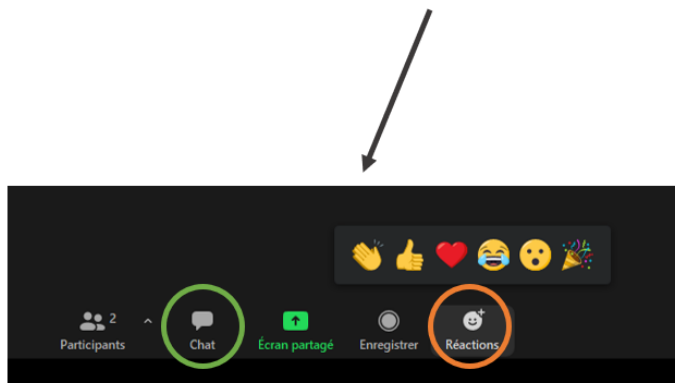 2
Participants
Chat
Écran partagé
Enregistrer
Réactions